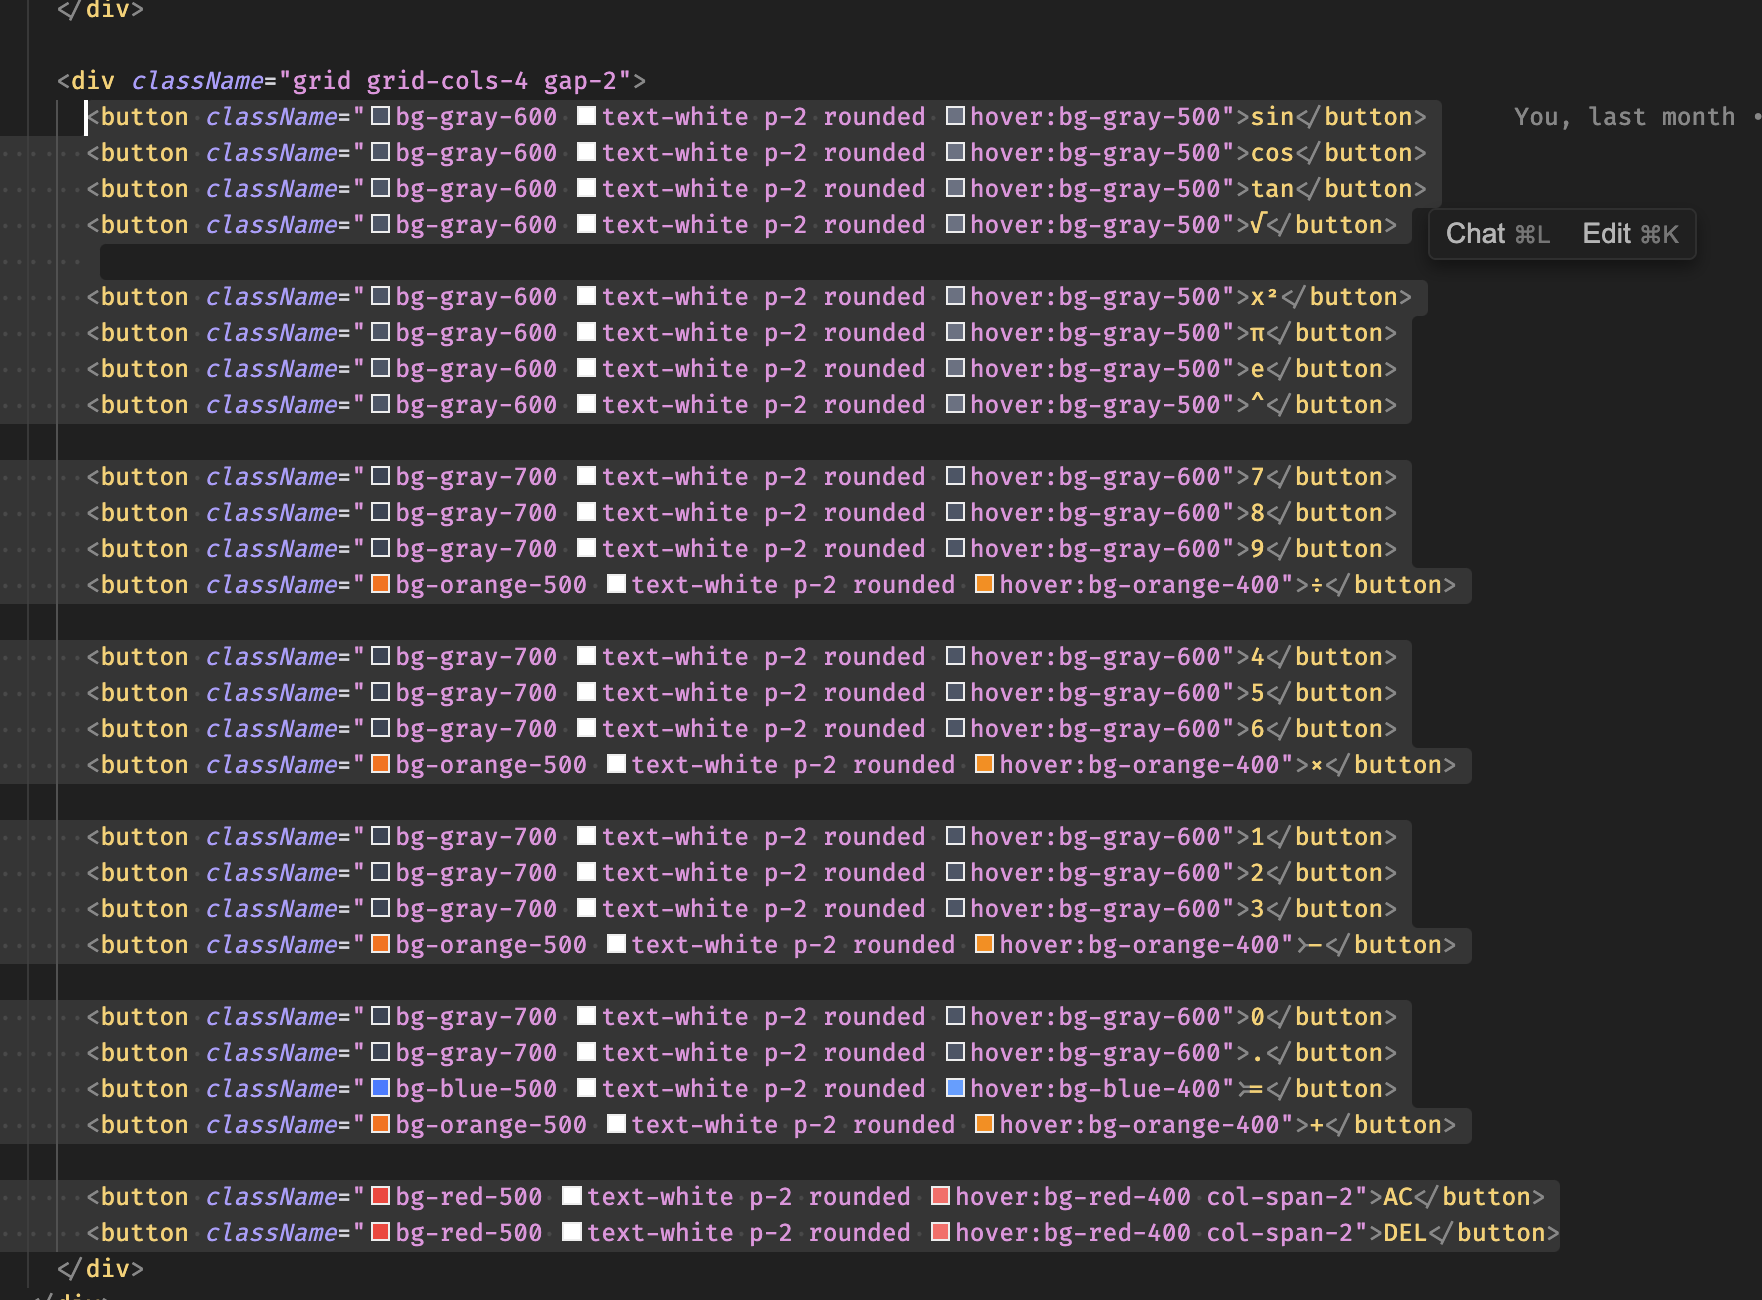 </div>
<div className="grid grid-cols-4 gap-2">
<button className="bg-gray-600 text-white p-2 rounded hover:bg-gray-500">sin</button> You, last month •
<button className="bg-gray-600 text-white p-2 rounded hover:bg-gray-500">cos</button>
<button className="bg-gray-600 text-white p-2 rounded hover:bg-gray-500">tan</button>
<button className="bg-gray-600 text-white p-2 rounded hover:bg-gray-500">√</button>
Chat ⌘L Edit ⌘K
<button className="bg-gray-600 text-white p-2 rounded hover:bg-gray-500">x²</button>
<button className="bg-gray-600 text-white p-2 rounded hover:bg-gray-500">π</button>
<button className="bg-gray-600 text-white p-2 rounded hover:bg-gray-500">e</button>
<button className="bg-gray-600 text-white p-2 rounded hover:bg-gray-500">^</button>
<button className="bg-gray-700 text-white p-2 rounded hover:bg-gray-600">7</button>
<button className="bg-gray-700 text-white p-2 rounded hover:bg-gray-600">8</button>
<button className="bg-gray-700 text-white p-2 rounded hover:bg-gray-600">9</button>
<button className="bg-orange-500 text-white p-2 rounded hover:bg-orange-400">÷</button>
<button className="bg-gray-700 text-white p-2 rounded hover:bg-gray-600">4</button>
<button className="bg-gray-700 text-white p-2 rounded hover:bg-gray-600">5</button>
<button className="bg-gray-700 text-white p-2 rounded hover:bg-gray-600">6</button>
<button className="bg-orange-500 text-white p-2 rounded hover:bg-orange-400">×</button>
<button className="bg-gray-700 text-white p-2 rounded hover:bg-gray-600">1</button>
<button className="bg-gray-700 text-white p-2 rounded hover:bg-gray-600">2</button>
<button className="bg-gray-700 text-white p-2 rounded hover:bg-gray-600">3</button>
<button className="bg-orange-500 text-white p-2 rounded hover:bg-orange-400">-</button>
<button className="bg-gray-700 text-white p-2 rounded hover:bg-gray-600">0</button>
<button className="bg-gray-700 text-white p-2 rounded hover:bg-gray-600">.</button>
<button className="bg-blue-500 text-white p-2 rounded hover:bg-blue-400">=</button>
<button className="bg-orange-500 text-white p-2 rounded hover:bg-orange-400">+</button>
<button className="bg-red-500 text-white p-2 rounded hover:bg-red-400 col-span-2">AC</button>
<button className="bg-red-500 text-white p-2 rounded hover:bg-red-400 col-span-2">DEL</button>
</div>